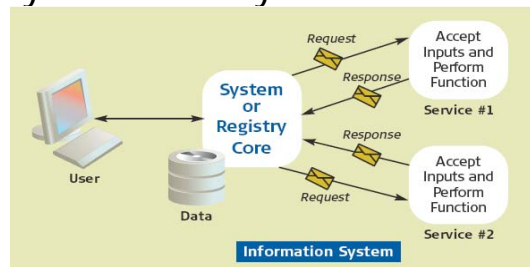 Request
Accept
Inputs and
Perform
Function
Response
Service #1
System
or
Registry
Core
User
Data
Response
Request
Accept
Inputs and
Perform
Function
Service #2
Information System